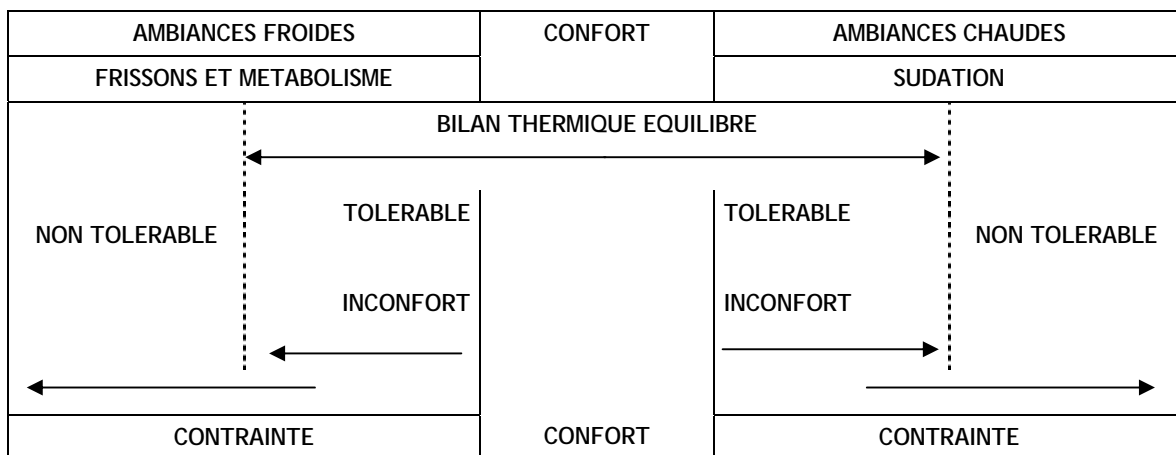 AMBIANCES FROIDES CONFORT AMBIANCES CHAUDES
FRISSONS ET METABOLISME SUDATION
BILAN THERMIQUE EQUILIBRE
TOLERABLE TOLERABLE
NON TOLERABLE NON TOLERABLE
INCONFORT INCONFORT
CONTRAINTE CONFORT CONTRAINTE